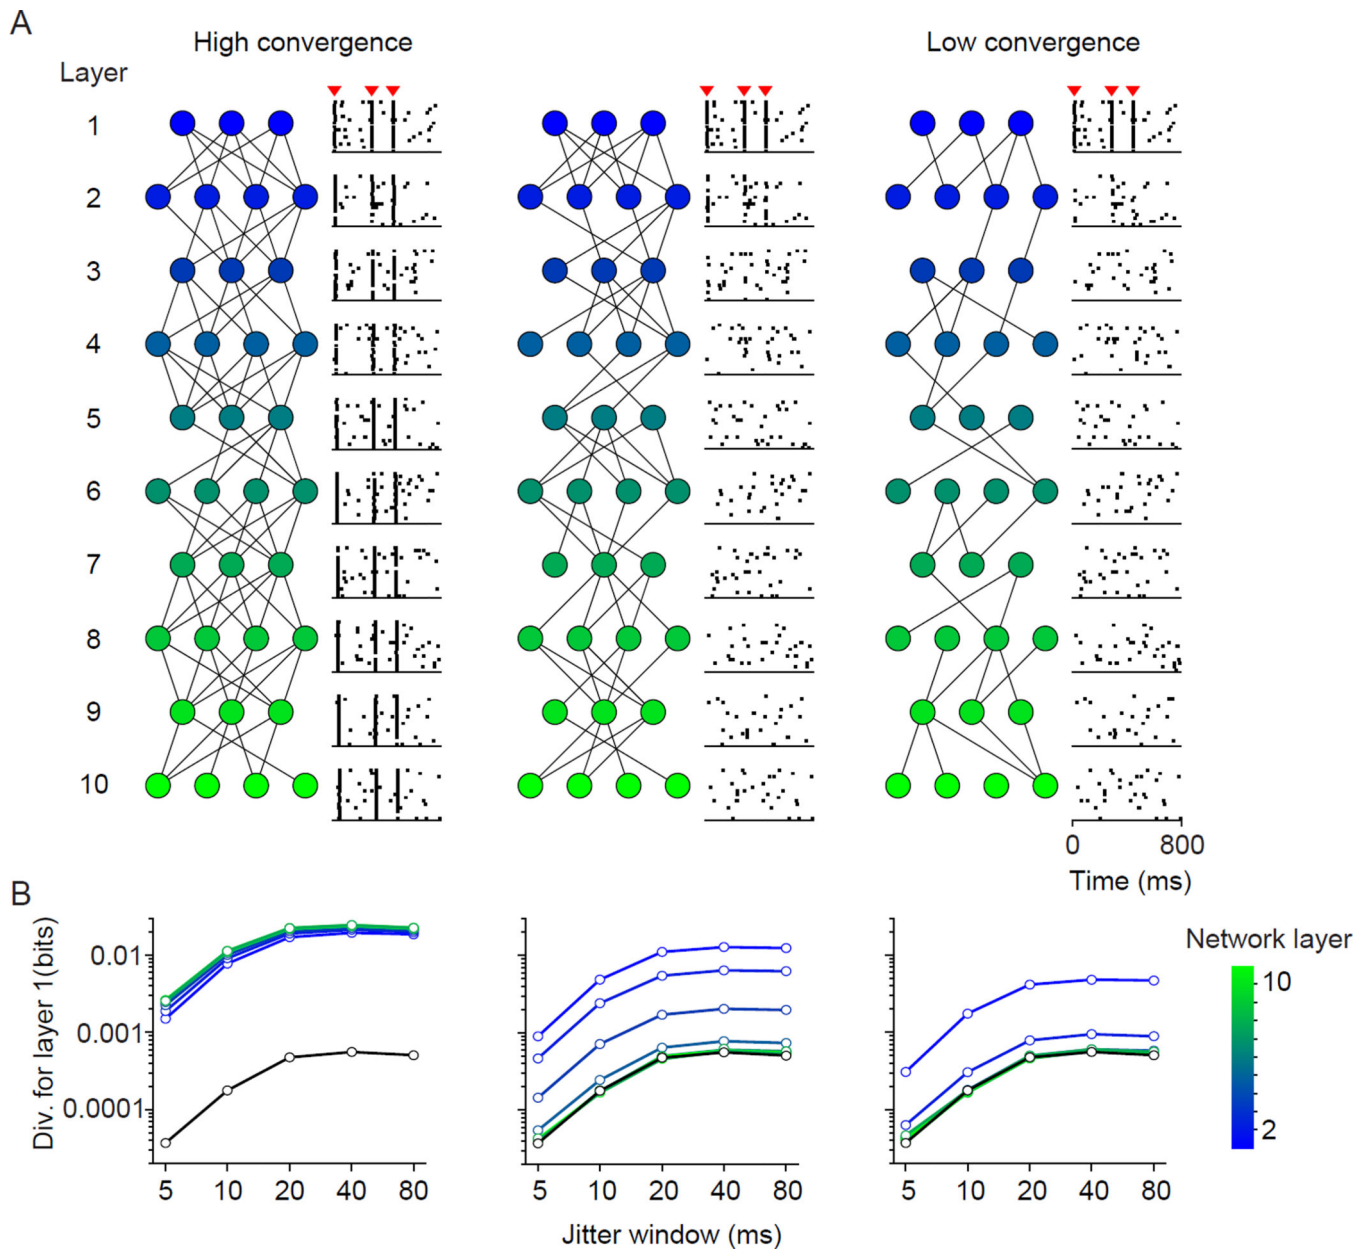 A
High convergence
Low convergence
Layer
1
2
3
4
5
6
7
8
9
10
0 800
Time (ms)
B
Div. for layer 1(bits)
0.01
0.001
0.0001
5 10 20 40 80
5 10 20 40 80
5 10 20 40 80
Jitter window (ms)
Network layer
10
2